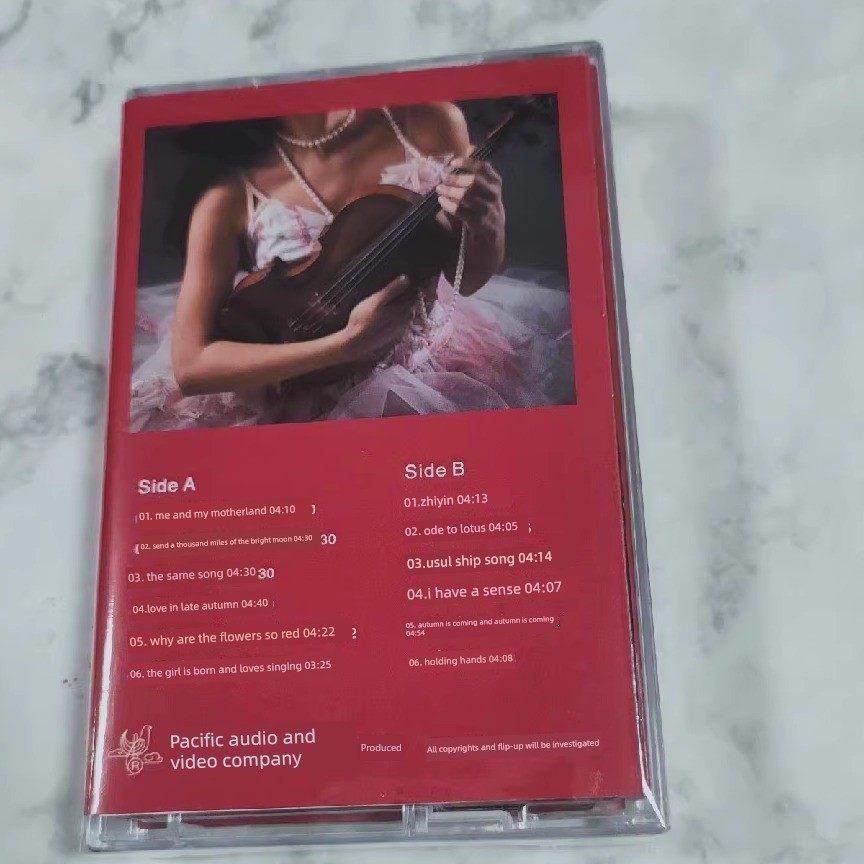 Side A
01. me and my motherland 04:10
02. send a thousand miles of the bright moon 04:30 30
03. the same song 04:30 30
04.love in late autumn 04:40
05. why are the flowers so red 04:22
06. the girl is born and loves singing 03:25
Side B
01.zhiyin 04:13
02. ode to lotus 04:05
03.usul ship song 04:14
04.i have a sense 04:07
05. autumn is coming and autumn is coming
04:54
06. holding hands 04:08
Pacific audio and
video company
Produced
All copyrights and flip-up will be investigated